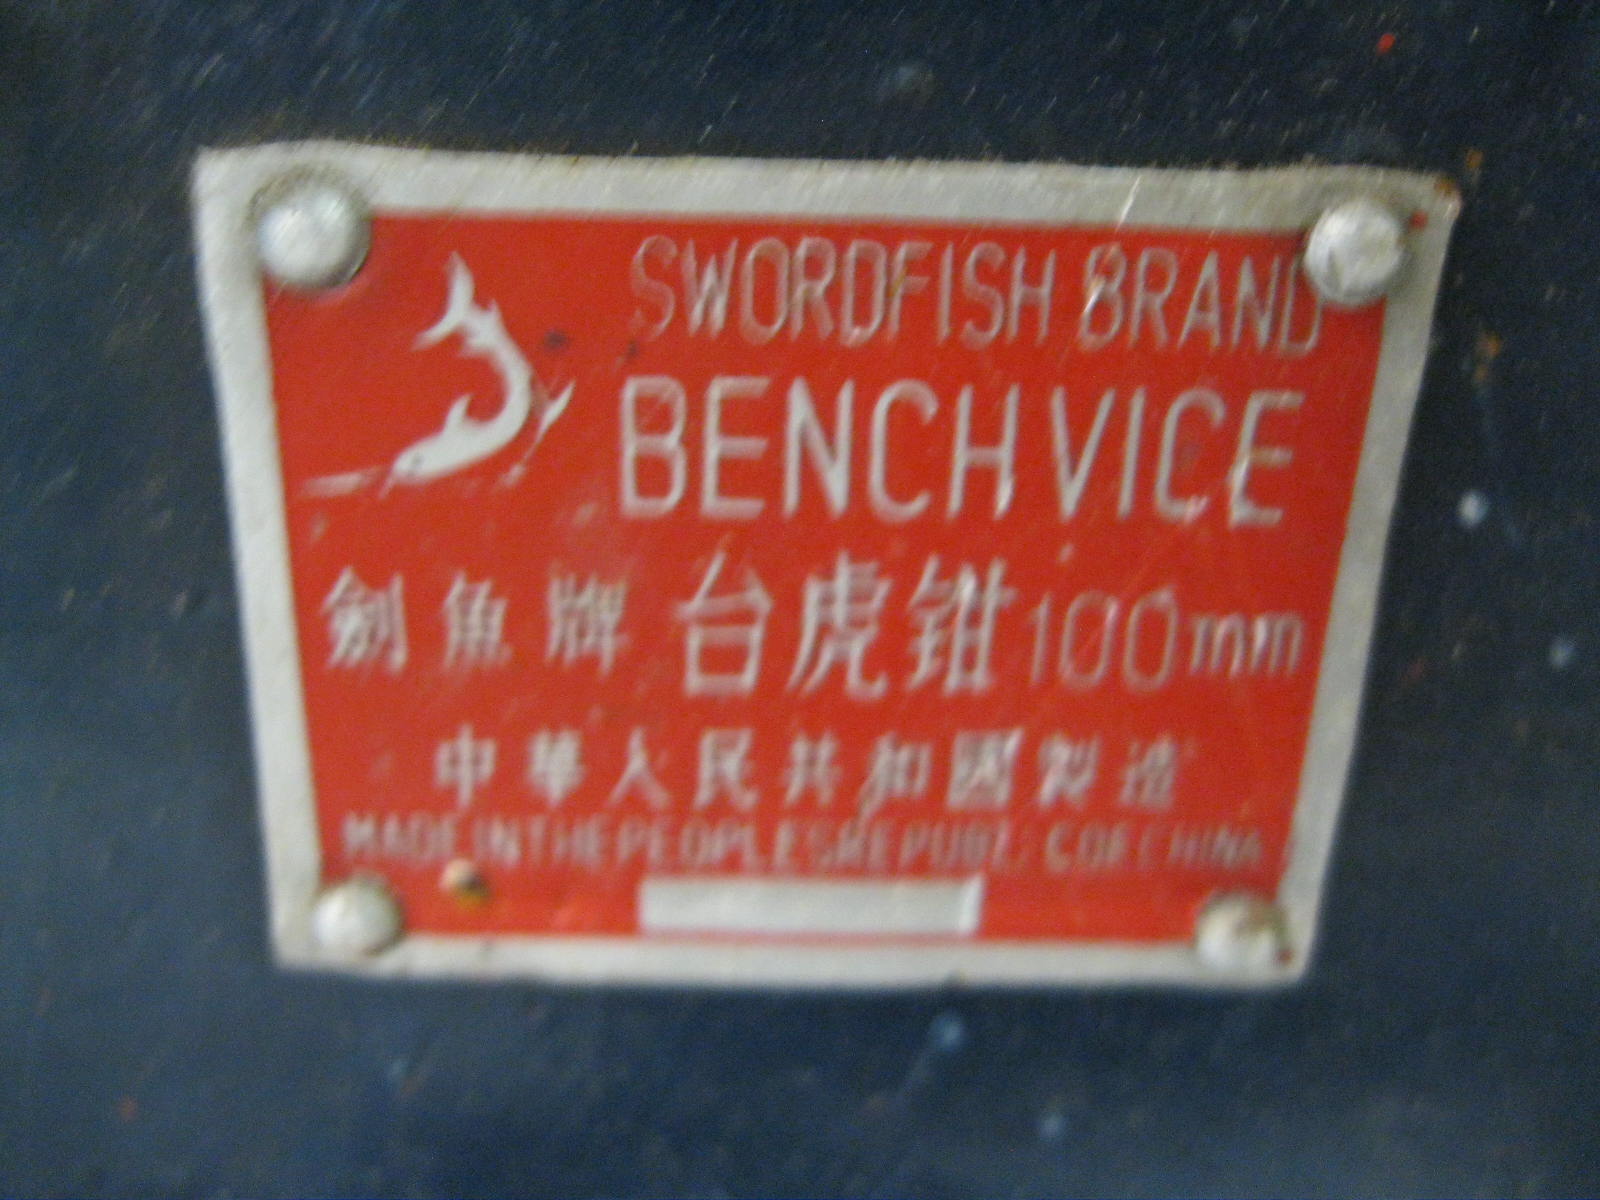 SWORDFISH BRAND
BENCH VICE
劍魚牌 台虎钳 100mm
中華人民共和國製造
MADE IN THE PEOPLES REPUBLIC OF CHINA